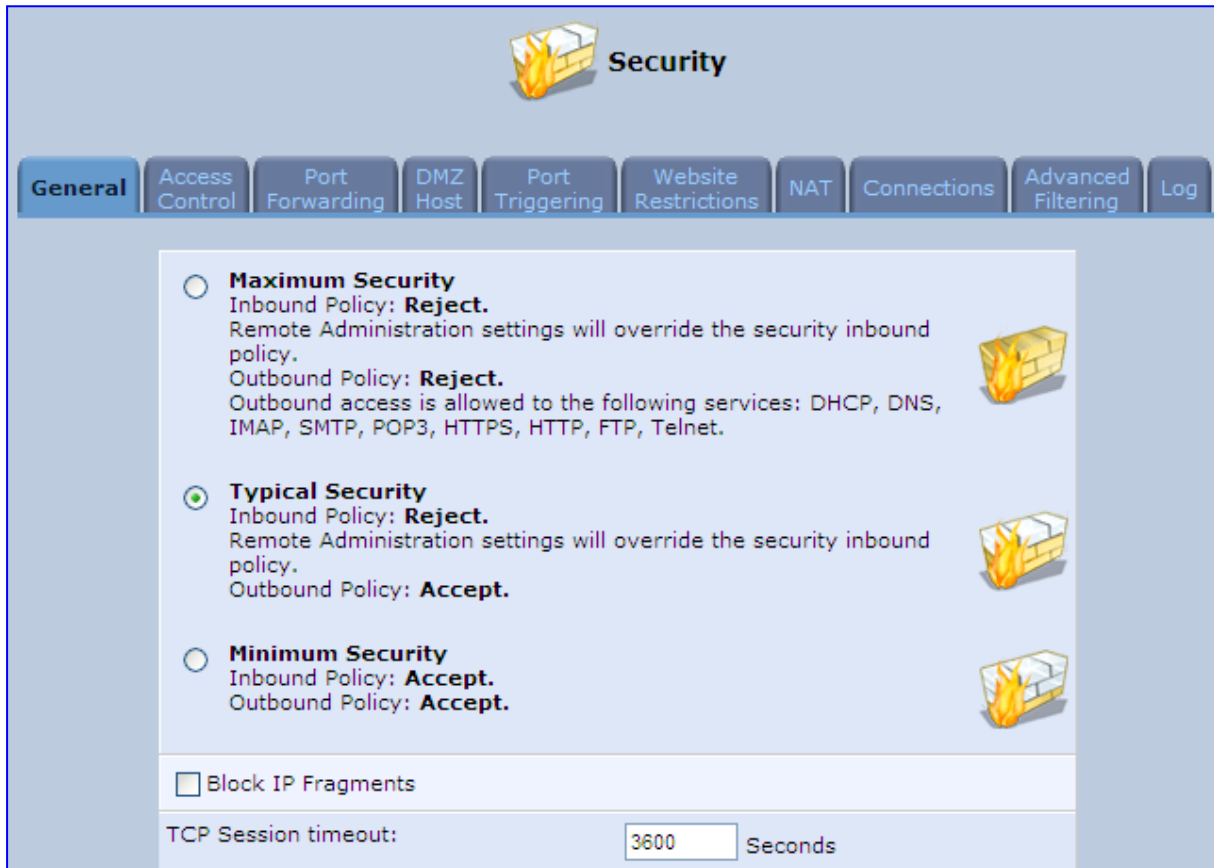 Security
General
Access Control
Port Forwarding
DMZ Host
Port Triggering
Website Restrictions
NAT
Connections
Advanced Filtering
Log
Maximum Security
Inbound Policy: Reject.
Remote Administration settings will override the security inbound
policy.
Outbound Policy: Reject.
Outbound access is allowed to the following services: DHCP, DNS,
IMAP, SMTP, POP3, HTTPS, HTTP, FTP, Telnet.
Typical Security
Inbound Policy: Reject.
Remote Administration settings will override the security inbound
policy.
Outbound Policy: Accept.
Minimum Security
Inbound Policy: Accept.
Outbound Policy: Accept.
Block IP Fragments
TCP Session timeout: 3600 Seconds